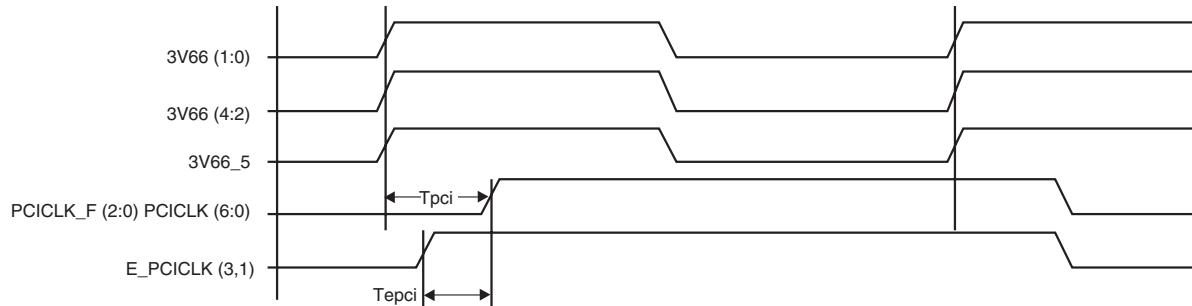 3V66 (1:0)
3V66 (4:2)
3V66_5
Tpci
PCICLK_F (2:0) PCICLK (6:0)
E_PCICLK (3,1)
Tepci